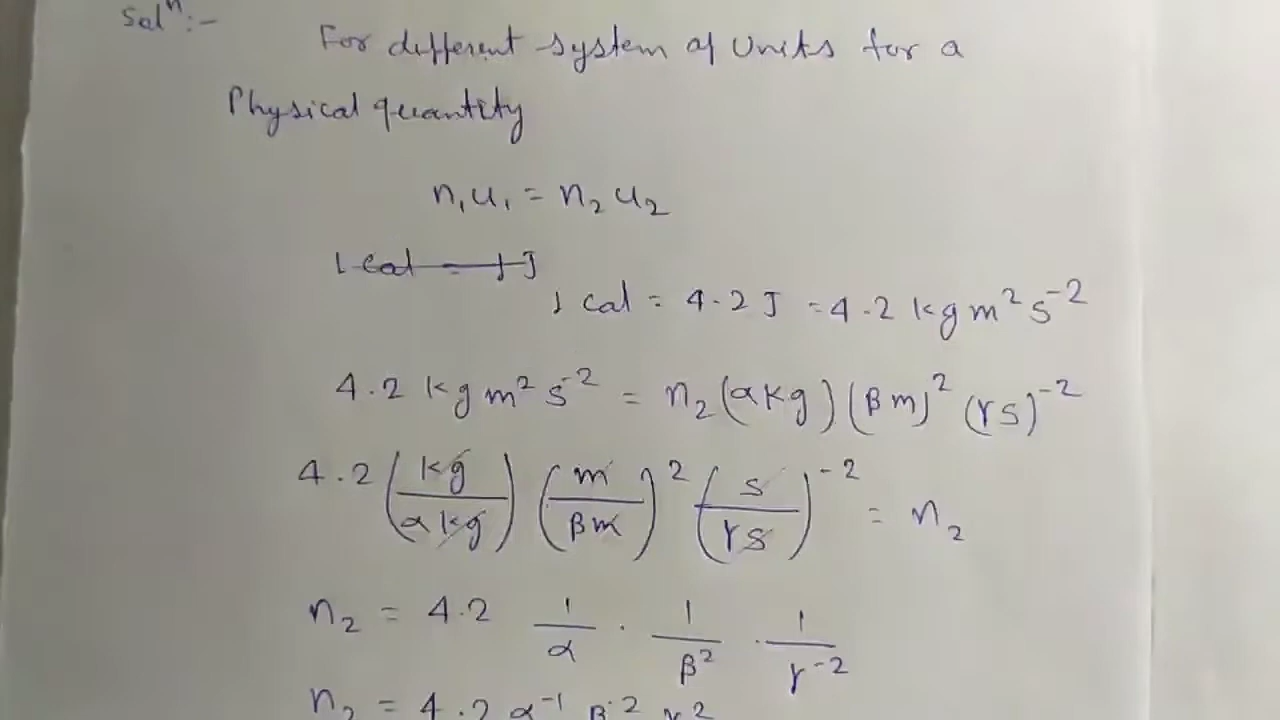 Solⁿ:-
For different system of units for a
Physical quantity
n₁u₁ = n₂u₂
1 Cal = 1 J
1 cal = 4.2 J = 4.2 kg m² s⁻²
4.2 kg m² s⁻² = n₂ (α kg) (β m)² (γ s)⁻²
4.2 (kg/α kg) (m/β m)² (s/γ s)⁻² = n₂
n₂ = 4.2 1/α . 1/β² . 1/γ⁻²
n₂ = 4.2 α⁻¹ β⁻² γ²